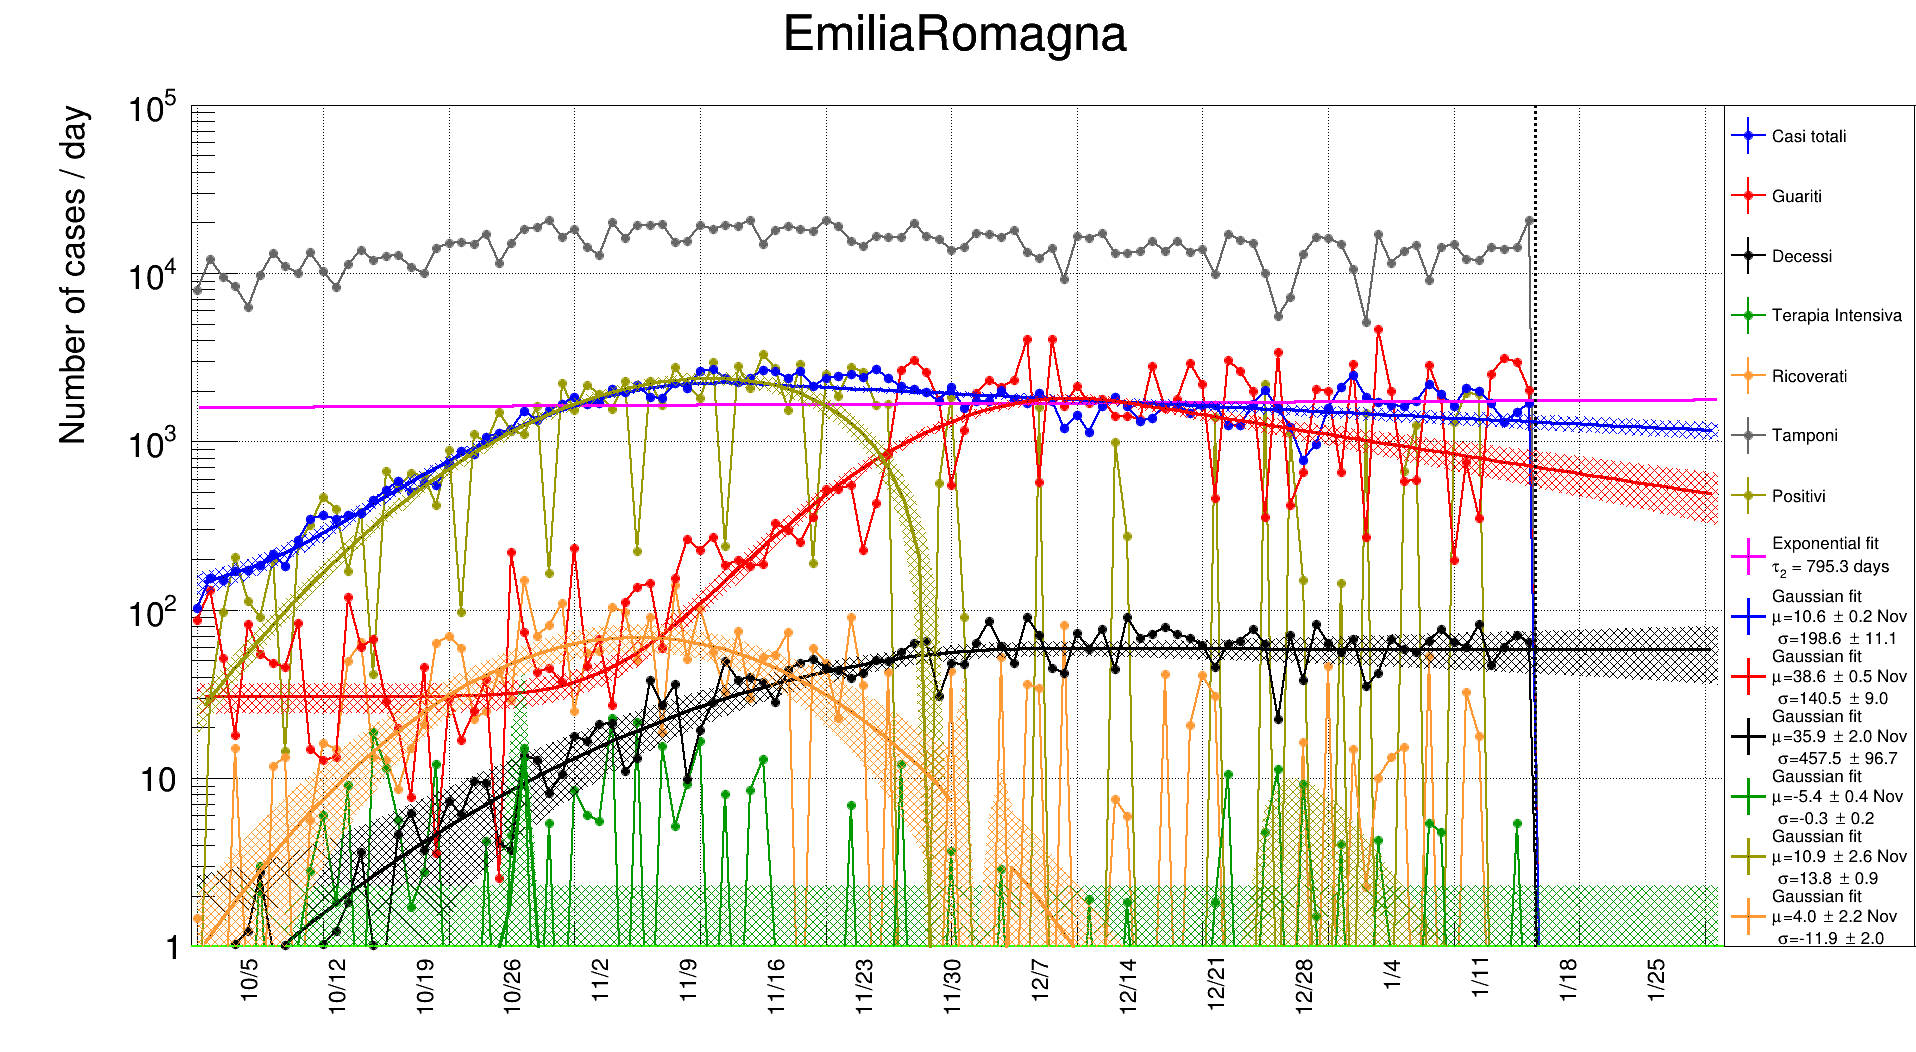 EmiliaRomagna
Number of cases / day
10^5
10^4
10^3
10^2
10
1
10/5
10/12
10/19
10/26
11/2
11/9
11/16
11/23
11/30
12/7
12/14
12/21
12/28
1/4
1/11
1/18
1/25
Casi totali
Guariti
Decessi
Terapia Intensiva
Ricoverati
Tamponi
Positivi
Exponential fit
τ₂ = 795.3 days
Gaussian fit
μ=10.6 ± 0.2 Nov
σ=198.6 ± 11.1
Gaussian fit
μ=38.6 ± 0.5 Nov
σ=140.5 ± 9.0
Gaussian fit
μ=35.9 ± 2.0 Nov
σ=457.5 ± 96.7
Gaussian fit
μ=-5.4 ± 0.4 Nov
σ=-0.3 ± 0.2
Gaussian fit
μ=10.9 ± 2.6 Nov
σ=13.8 ± 0.9
Gaussian fit
μ=4.0 ± 2.2 Nov
σ=-11.9 ± 2.0